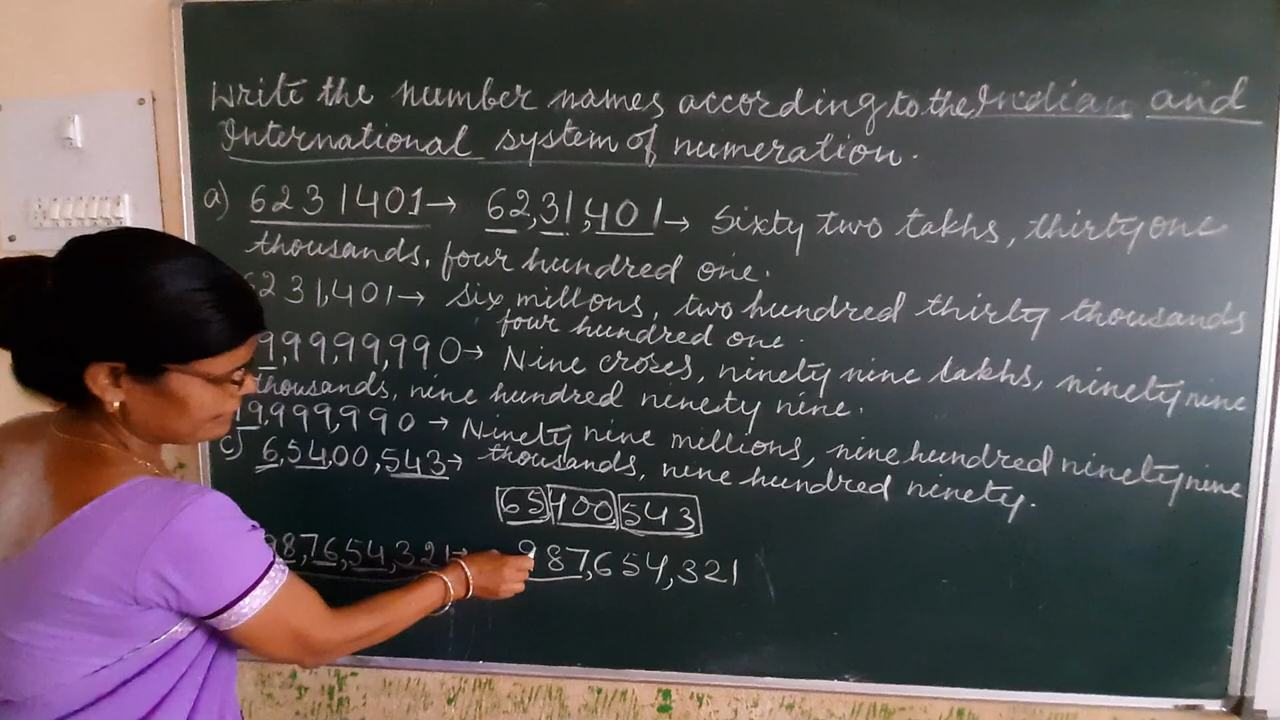 Write the number names according to the Indian and
International system of numeration.
a) 6231401 → 62,31,401 → Sixty two lakhs, thirty one
thousands, four hundred one.
6231,401 → six millons, two hundred thirty thousands
four hundred one.
9,99,99,990 → Nine crores, ninety nine lakhs, ninety nine
thousands, nine hundred ninety nine.
99,999,990 → Ninety nine millions, nine hundred ninety nine
thousands, nine hundred ninety.
c) 6,54,00,543 →
65 400 543
98,76,54,321 → 987,654,321